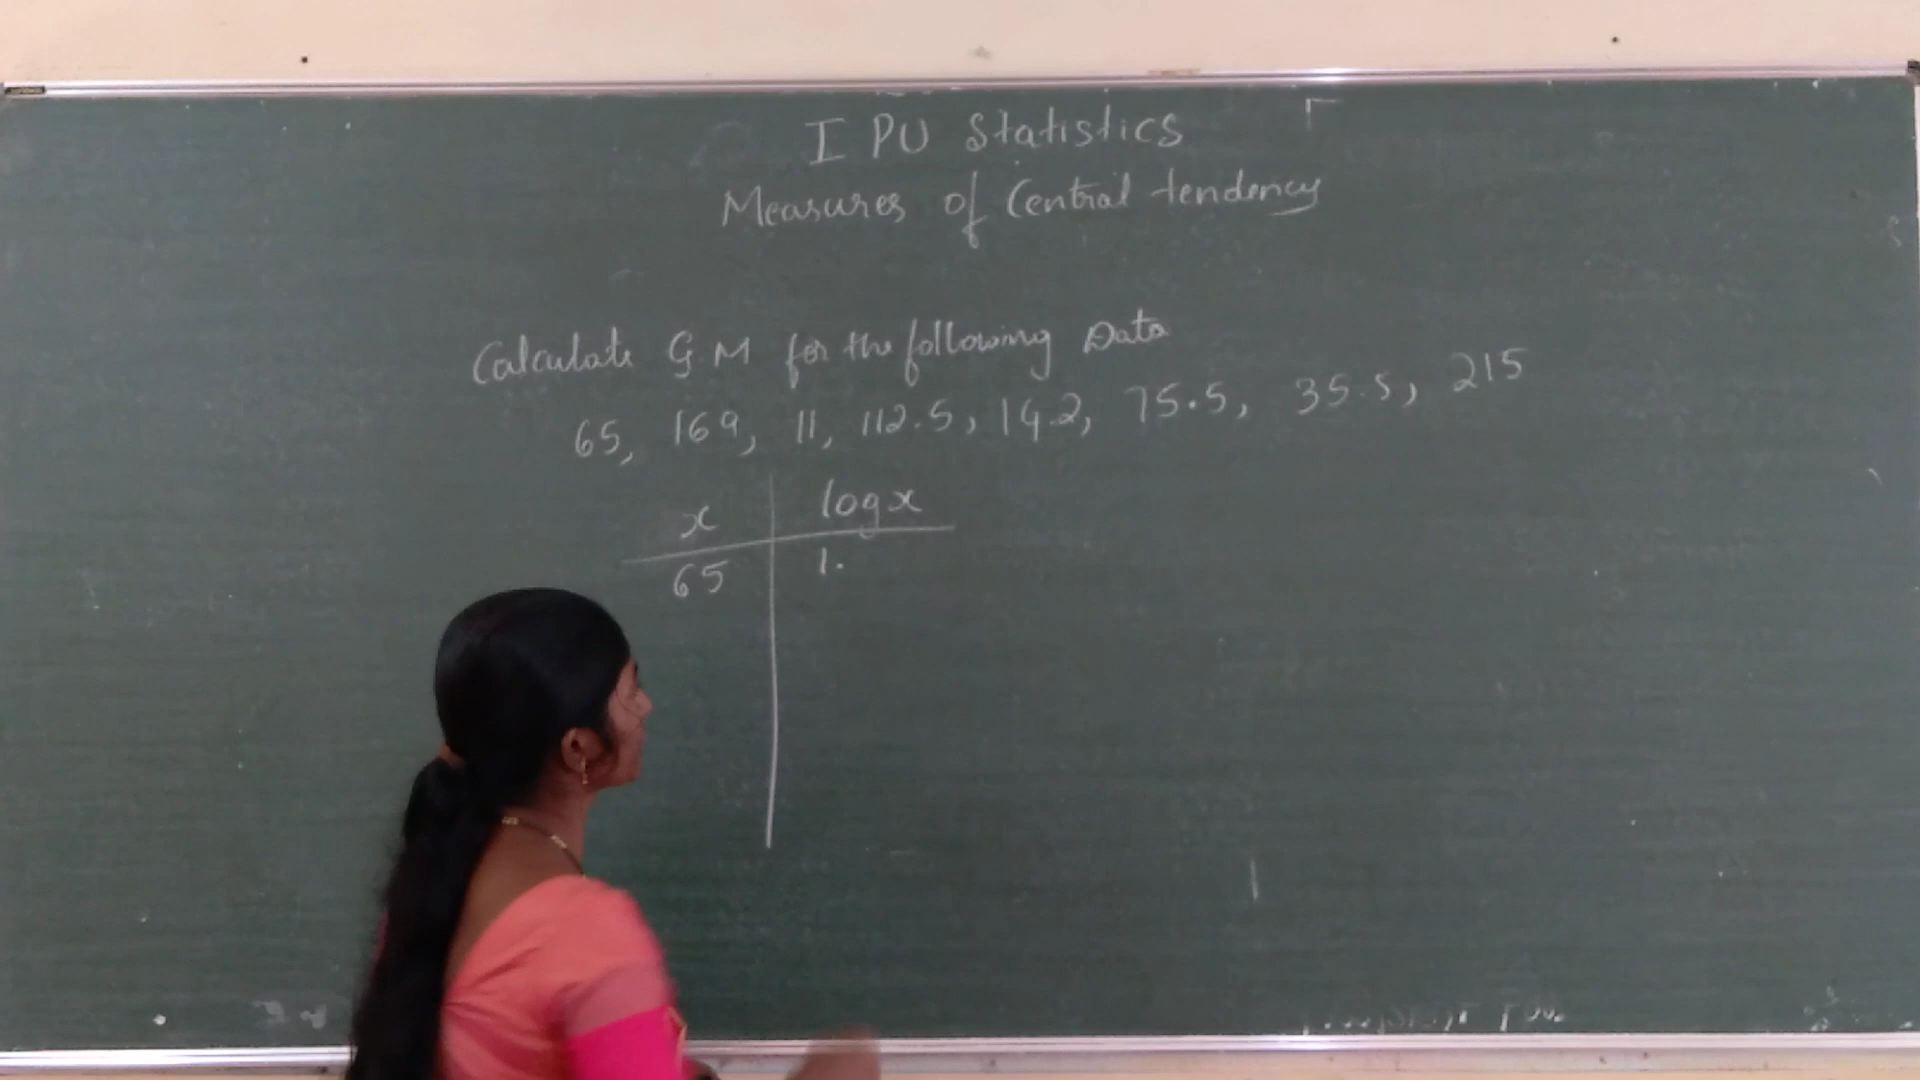 I PU Statistics
Measures of Central tendency
Calculate G.M for the following Data
65, 169, 11, 112.5, 14.2, 75.5, 35.5, 215
x | log x
65 | 1.